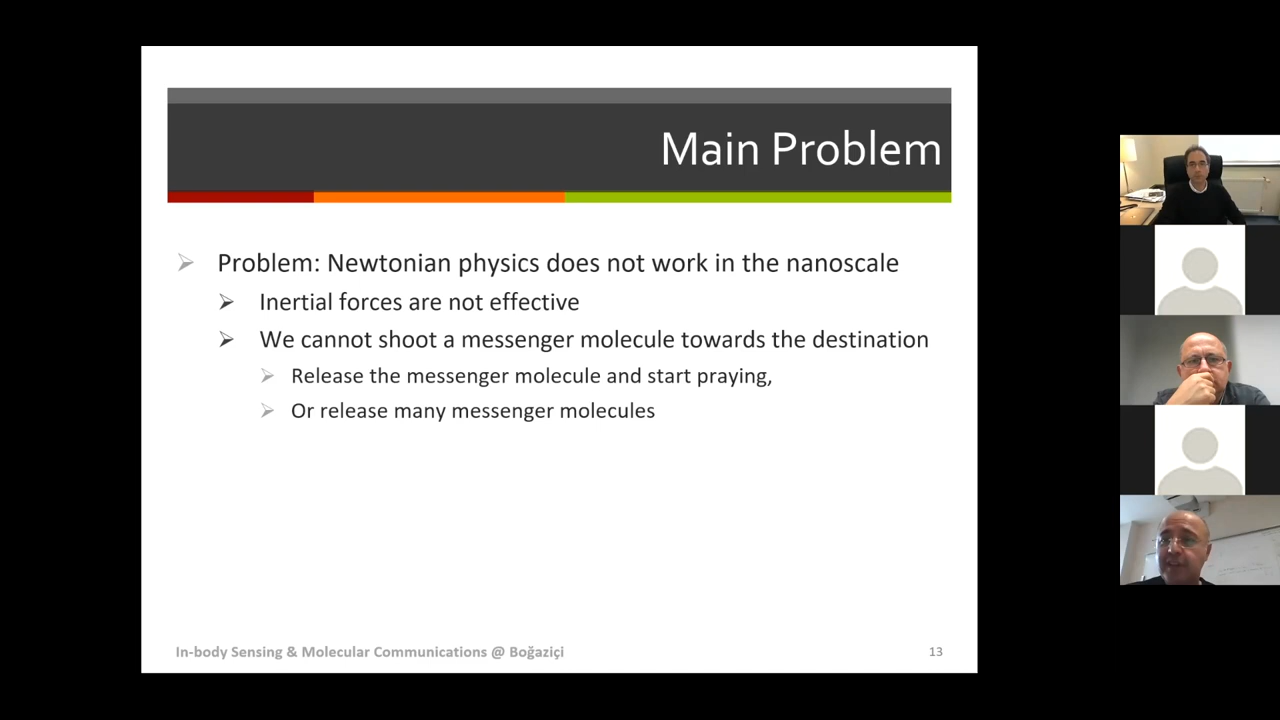 Main Problem
Problem: Newtonian physics does not work in the nanoscale
Inertial forces are not effective
We cannot shoot a messenger molecule towards the destination
Release the messenger molecule and start praying,
Or release many messenger molecules
In-body Sensing & Molecular Communications @ Boğaziçi
13